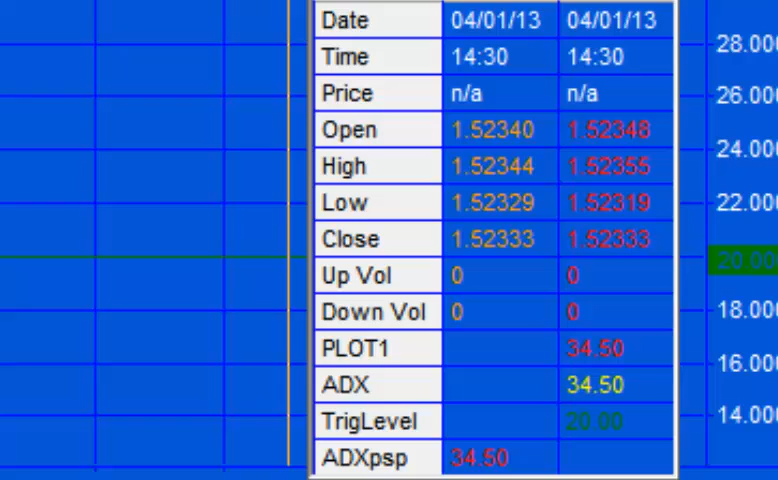 Date 04/01/13 04/01/13
Time 14:30 14:30
Price n/a n/a
Open 1.52340 1.52348
High 1.52344 1.52355
Low 1.52329 1.52319
Close 1.52333 1.52333
Up Vol 0 0
Down Vol 0 0
PLOT1 34.50
ADX 34.50
TrigLevel 20.00
ADXpsp 34.50
28.000
26.000
24.000
22.000
20.000
18.000
16.000
14.000